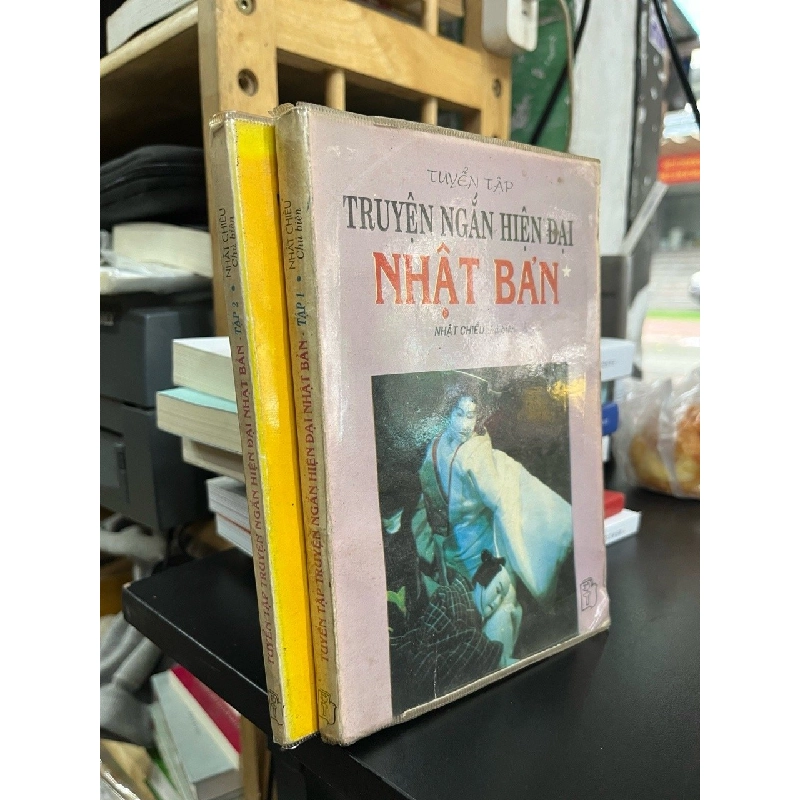 TUYỂN TẬP
TRUYỆN NGẮN HIỆN ĐẠI
NHẬT BẢN *
NHẬT CHIÊU
TUYỂN TẬP TRUYỆN NGẮN HIỆN ĐẠI NHẬT BẢN - TẬP 1 • NHẬT CHIÊU
Chủ biên
TUYỂN TẬP TRUYỆN NGẮN HIỆN ĐẠI NHẬT BẢN - TẬP 2 • NHẬT CHIÊU
Chủ biên